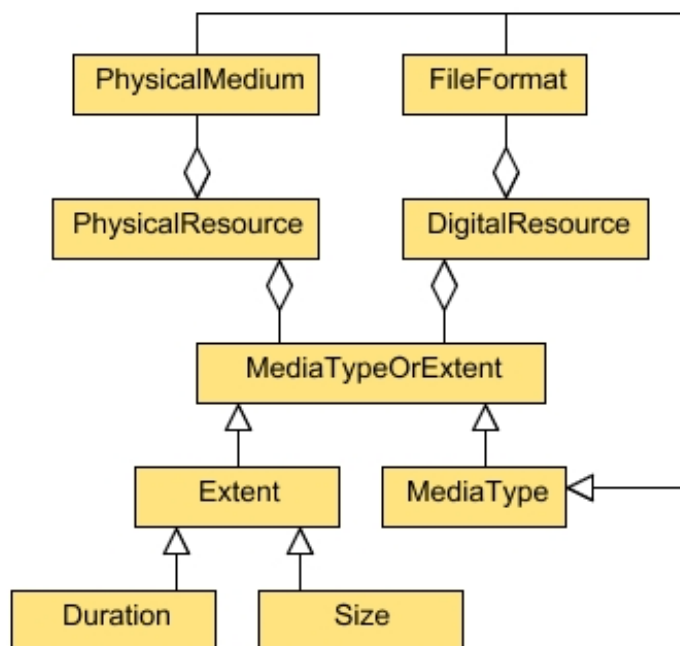 PhysicalMedium
FileFormat
PhysicalResource
DigitalResource
MediaTypeOrExtent
Extent
MediaType
Duration
Size